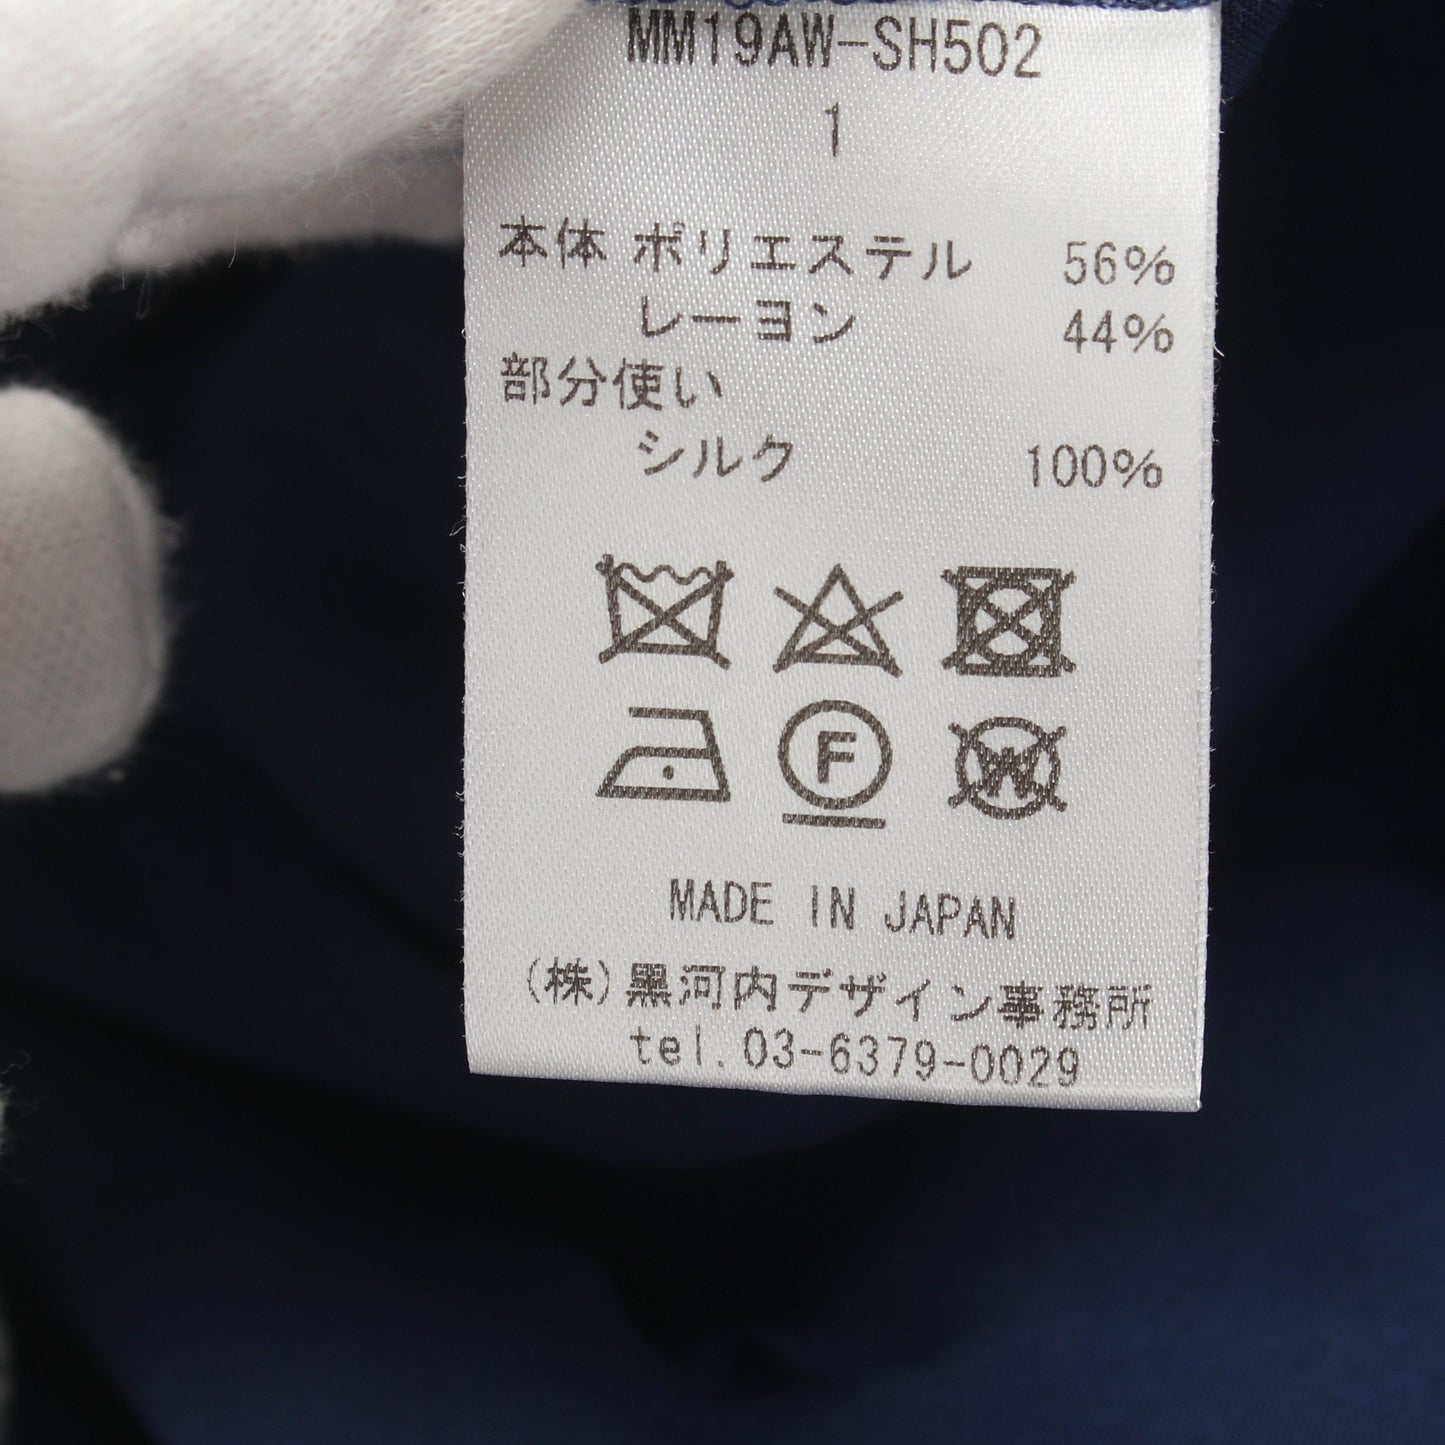 MM19AW-SH502
1
本体 ポリエステル 56%
レーヨン 44%
部分使い
シルク 100%
F
W
MADE IN JAPAN
(株)黒河内デザイン事務所
tel.03-6379-0029